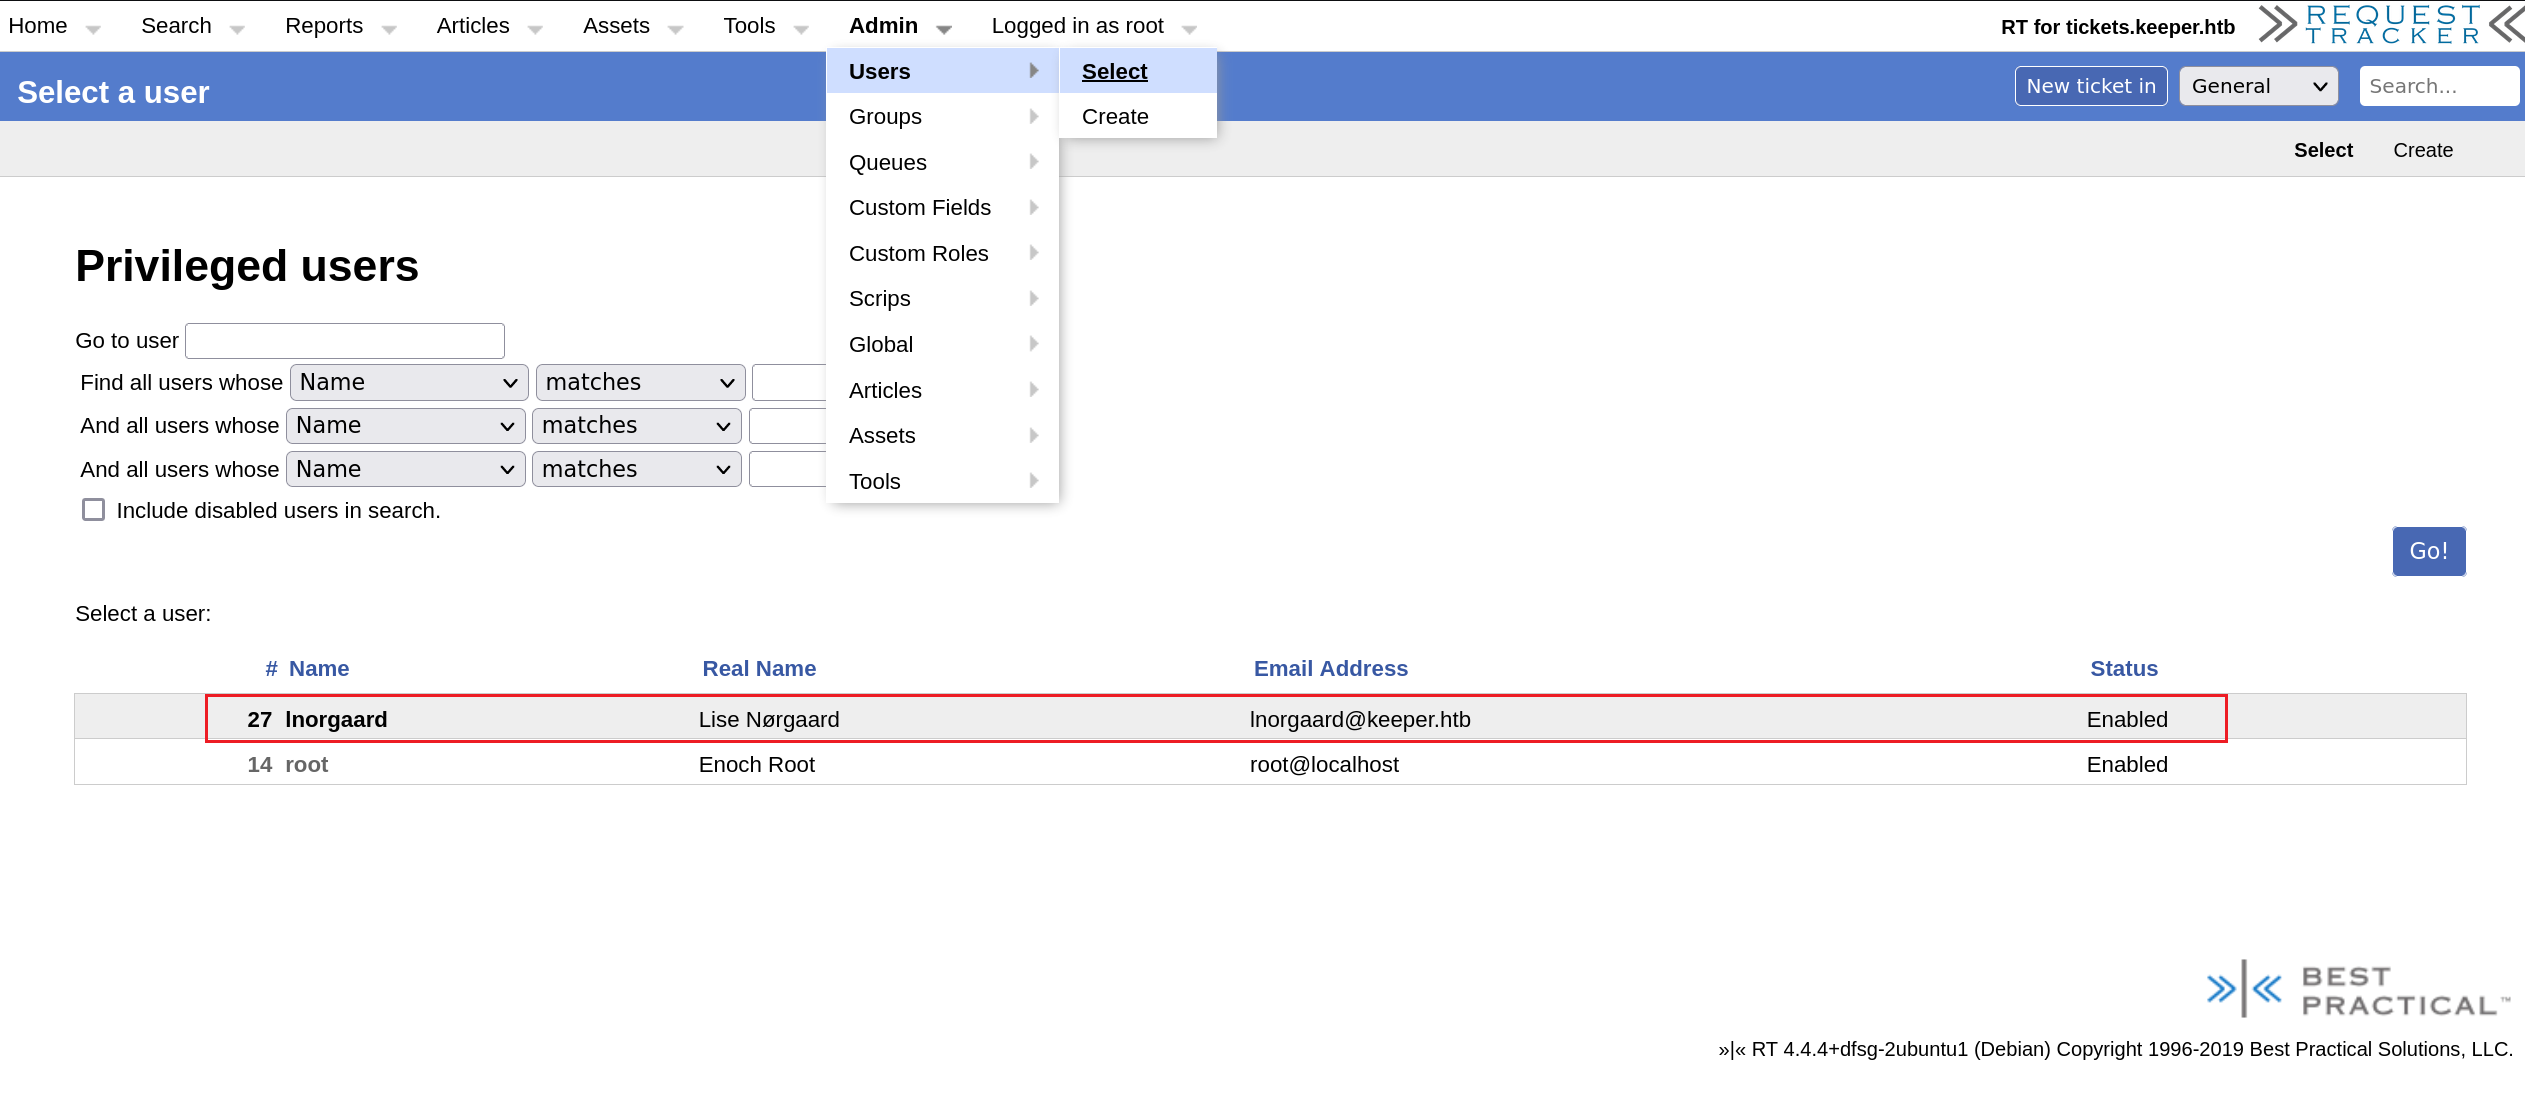 Home Search Reports Articles Assets Tools Admin Logged in as root RT for tickets.keeper.htb REQUEST TRACKER
Users Select
Select a user New ticket in General Search...
Groups Create
Queues Select Create
Custom Fields
Custom Roles
Privileged users
Scrips
Go to user Global
Find all users whose Name matches Articles
And all users whose Name matches Assets
And all users whose Name matches Tools
Include disabled users in search.
Go!
Select a user:
# Name Real Name Email Address Status
27 lnorgaard Lise Nørgaard lnorgaard@keeper.htb Enabled
14 root Enoch Root root@localhost Enabled
BEST
PRACTICAL™
»|« RT 4.4.4+dfsg-2ubuntu1 (Debian) Copyright 1996-2019 Best Practical Solutions, LLC.